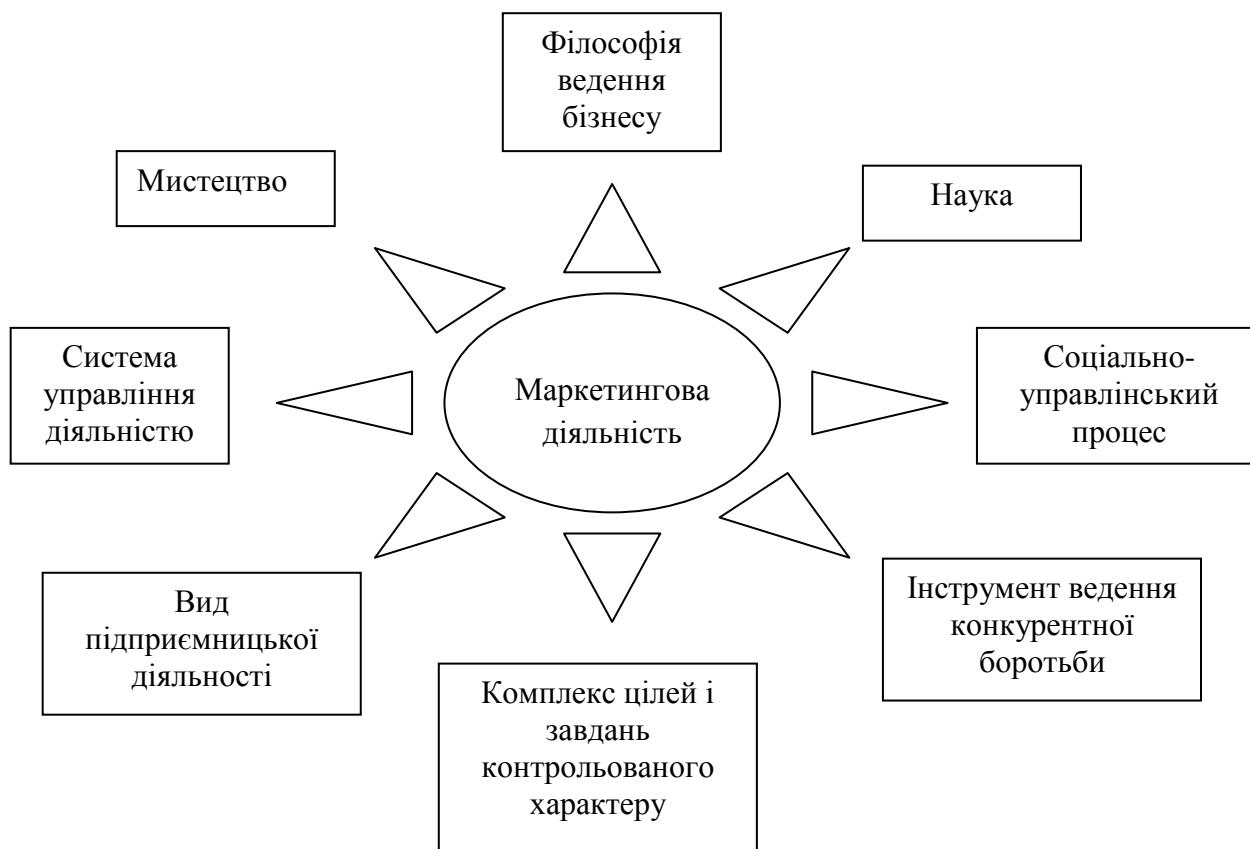 Філософія
ведення
бізнесу
Мистецтво
Наука
Система
управління
діяльністю
Маркетингова
діяльність
Соціально-
управлінський
процес
Вид
підприємницької
діяльності
Інструмент ведення
конкурентної
боротьби
Комплекс цілей і
завдань
контрольованого
характеру